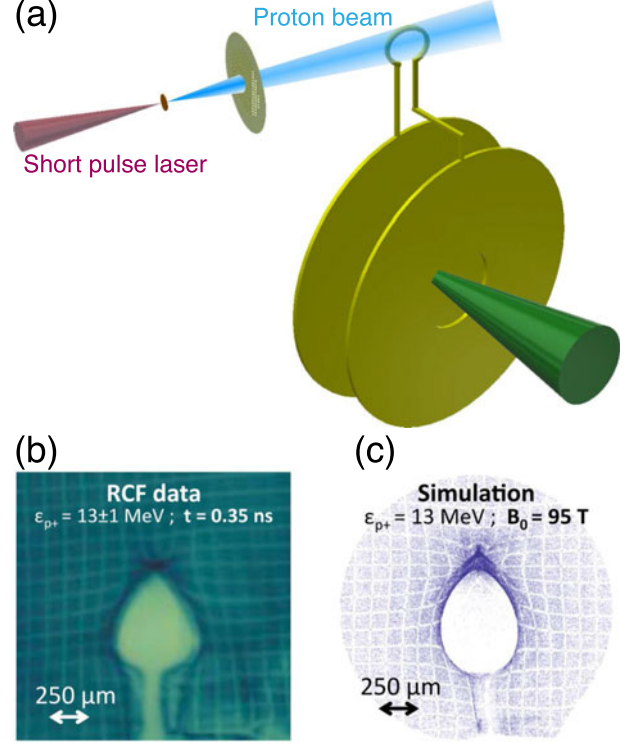 (a)
Proton beam
Short pulse laser
(b)
RCF data
εp+ = 13±1 MeV ; t = 0.35 ns
250 μm
(c)
Simulation
εp+ = 13 MeV ; B0 = 95 T
250 μm